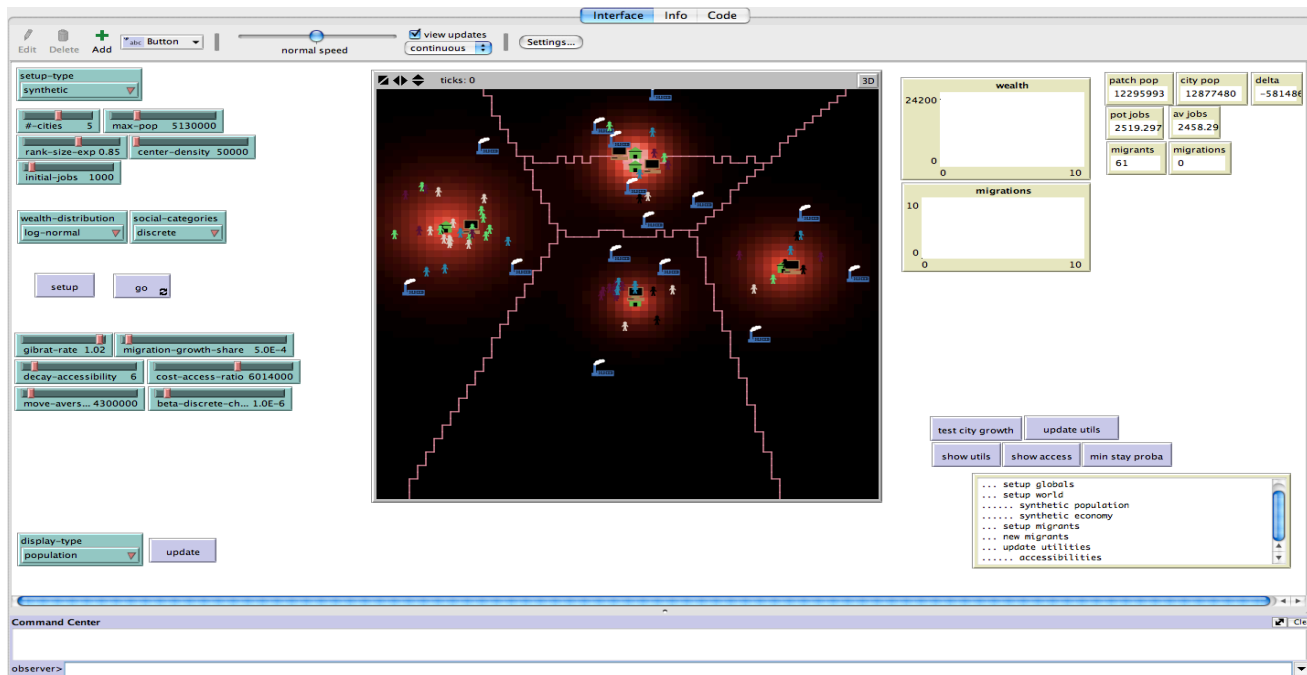 Interface Info Code
Edit Delete Add abc Button normal speed view updates continuous Settings...
setup-type
synthetic
#-cities 5 max-pop 5130000
rank-size-exp 0.85 center-density 50000
initial-jobs 1000
wealth-distribution social-categories
log-normal discrete
setup go
gibrat-rate 1.02 migration-growth-share 5.0E-4
decay-accessibility 6 cost-access-ratio 6014000
move-avers... 4300000 beta-discrete-ch... 1.0E-6
display-type
population update
ticks: 0 3D
wealth
24200
0
0 10
migrations
10
0
0 10
patch pop city pop delta
12295993 12877480 -581486
pot jobs av jobs
2519.297 2458.29
migrants migrations
61 0
test city growth update utils
show utils show access min stay proba
... setup globals
... setup world
...... synthetic population
...... synthetic economy
... setup migrants
... new migrants
... update utilities
...... accessibilities
Command Center Cle
observer>